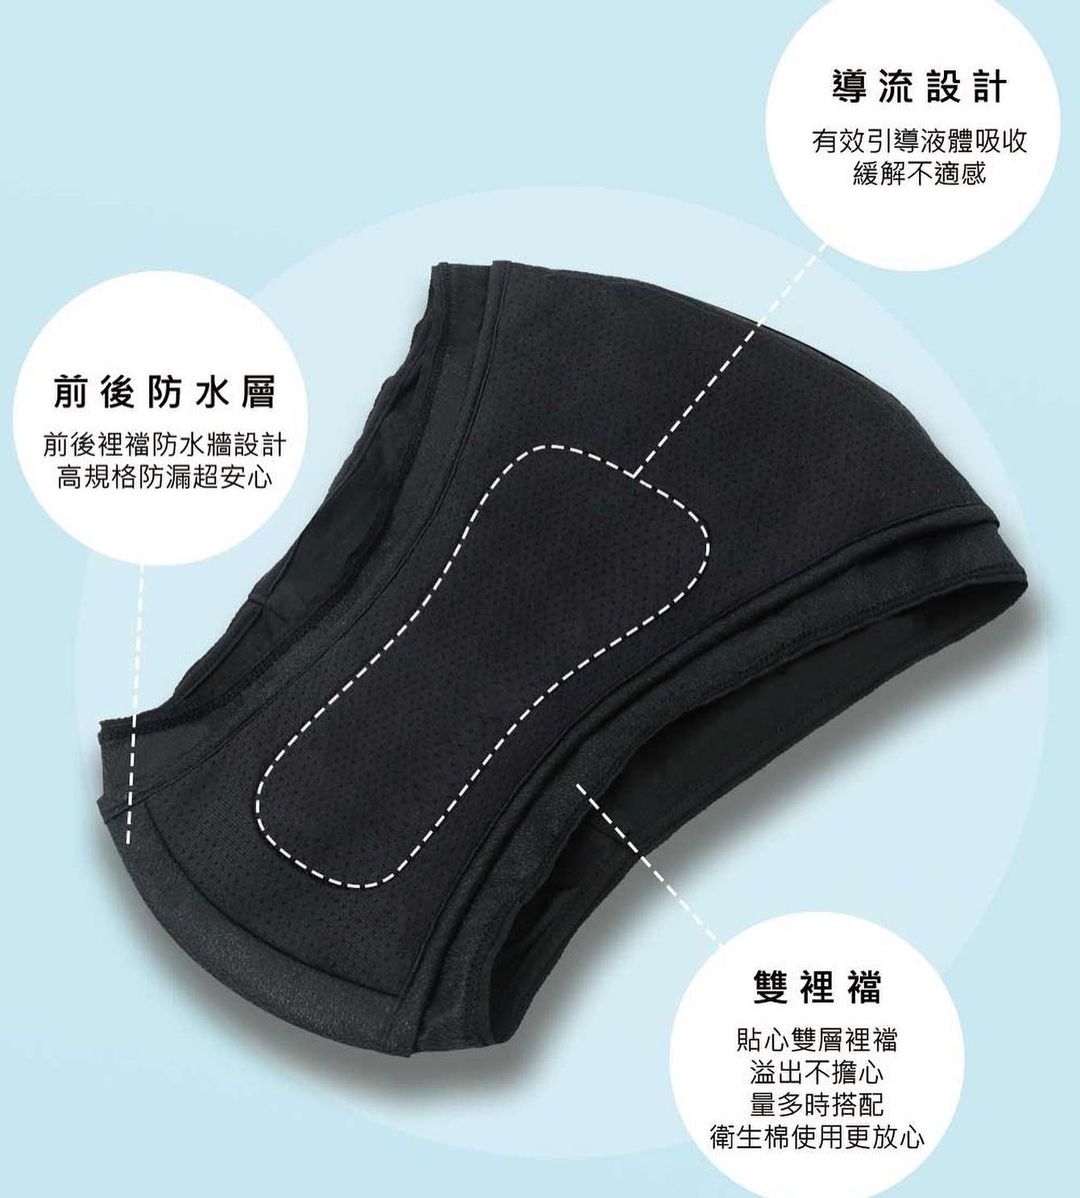 導流設計
有效引導液體吸收
緩解不適感
前後防水層
前後裡襠防水牆設計
高規格防漏超安心
雙裡襠
貼心雙層裡襠
溢出不擔心
量多時搭配
衛生棉使用更放心